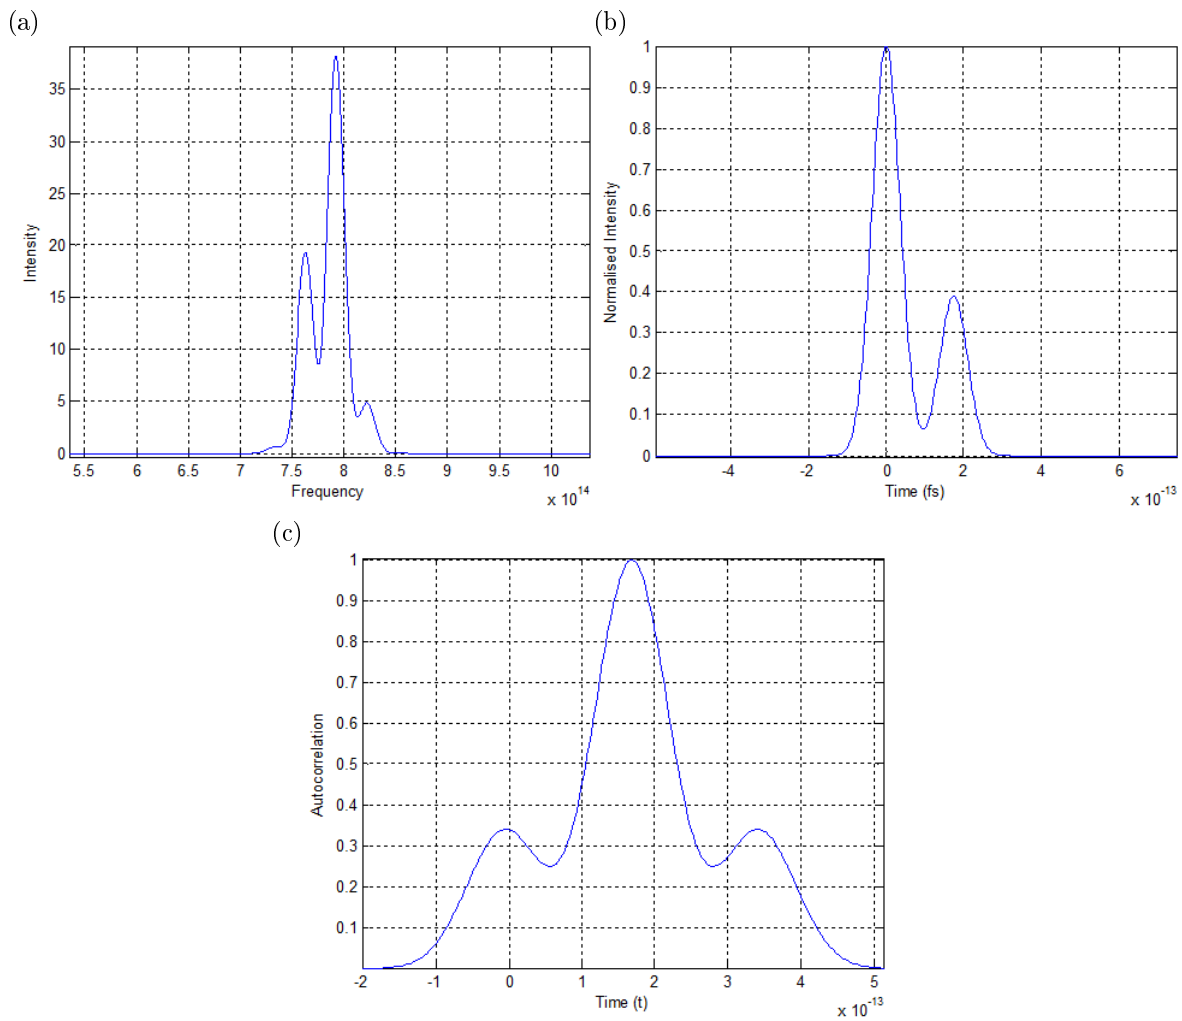 (a)
Intensity
35
30
25
20
15
10
5
0
5.5 6 6.5 7 7.5 8 8.5 9 9.5 10
Frequency
x 10^14
(b)
Normalised Intensity
1
0.9
0.8
0.7
0.6
0.5
0.4
0.3
0.2
0.1
0
-4 -2 0 2 4 6
Time (fs)
x 10^-13
(c)
Autocorrelation
1
0.9
0.8
0.7
0.6
0.5
0.4
0.3
0.2
0.1
-2 -1 0 1 2 3 4 5
Time (t)
x 10^-13